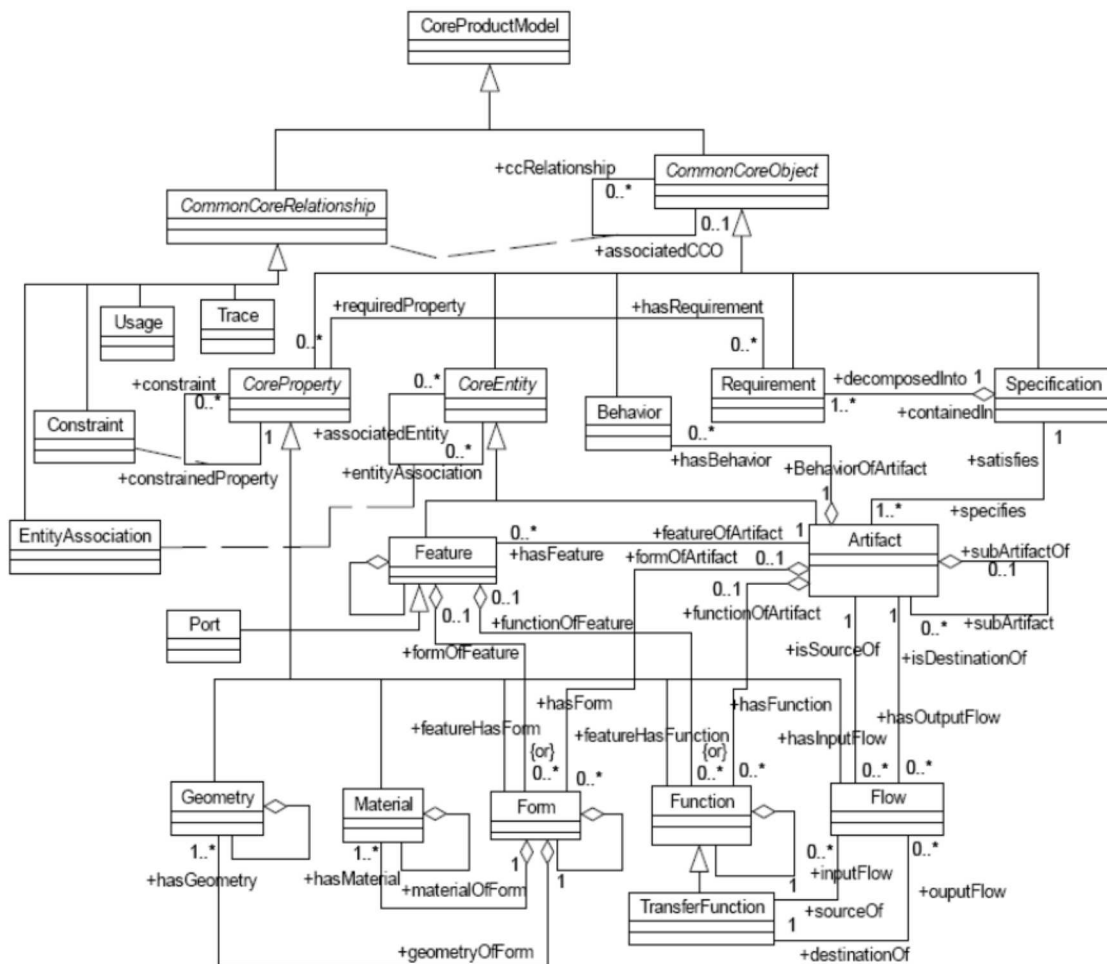 CoreProductModel
+ccRelationship
CommonCoreObject
0..*
CommonCoreRelationship
0..1
+associatedCCO
Usage
Trace
+requiredProperty
+hasRequirement
0..*
0..*
+constraint
CoreProperty
0..*
CoreEntity
Requirement
+decomposedInto
1
Specification
0..*
Behavior
1..*
+containedIn
Constraint
1
+associatedEntity
0..*
0..*
1
+constrainedProperty
+entityAssociation
+hasBehavior
+BehaviorOfArtifact
+satisfies
1
1..*
+specifies
EntityAssociation
0..*
+featureOfArtifact
1
Feature
+hasFeature
+formOfArtifact
0..1
Artifact
+subArtifactOf
0..1
0..1
0..1
0..1
+functionOfArtifact
1
1
0..*
+subArtifact
Port
+functionOfFeature
+formOfFeature
+isSourceOf
+isDestinationOf
+hasForm
+hasFunction
+hasOutputFlow
+featureHasForm
+featureHasFunction
+hasInputFlow
{or}
{or}
0..*
0..*
0..*
0..*
0..*
0..*
Geometry
Material
Form
Function
Flow
1..*
1..*
1
1
0..*
0..*
+hasGeometry
+hasMaterial
+materialOfForm
1
+inputFlow
+ouputFlow
TransferFunction
+sourceOf
1
+geometryOfForm
+destinationOf